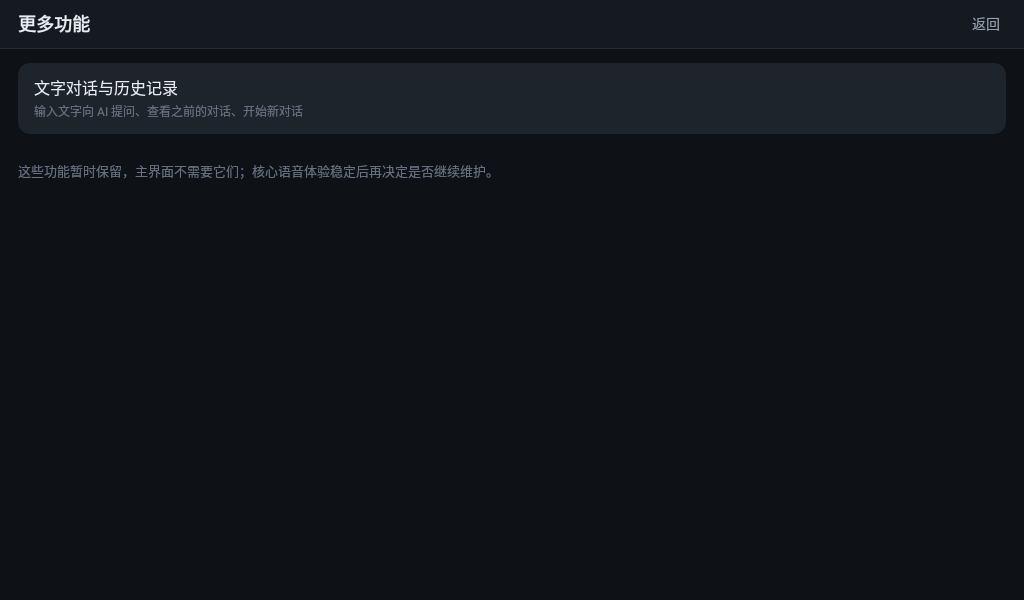 更多功能
返回
文字对话与历史记录
输入文字向 AI 提问、查看之前的对话、开始新对话
这些功能暂时保留，主界面不需要它们；核心语音体验稳定后再决定是否继续维护。